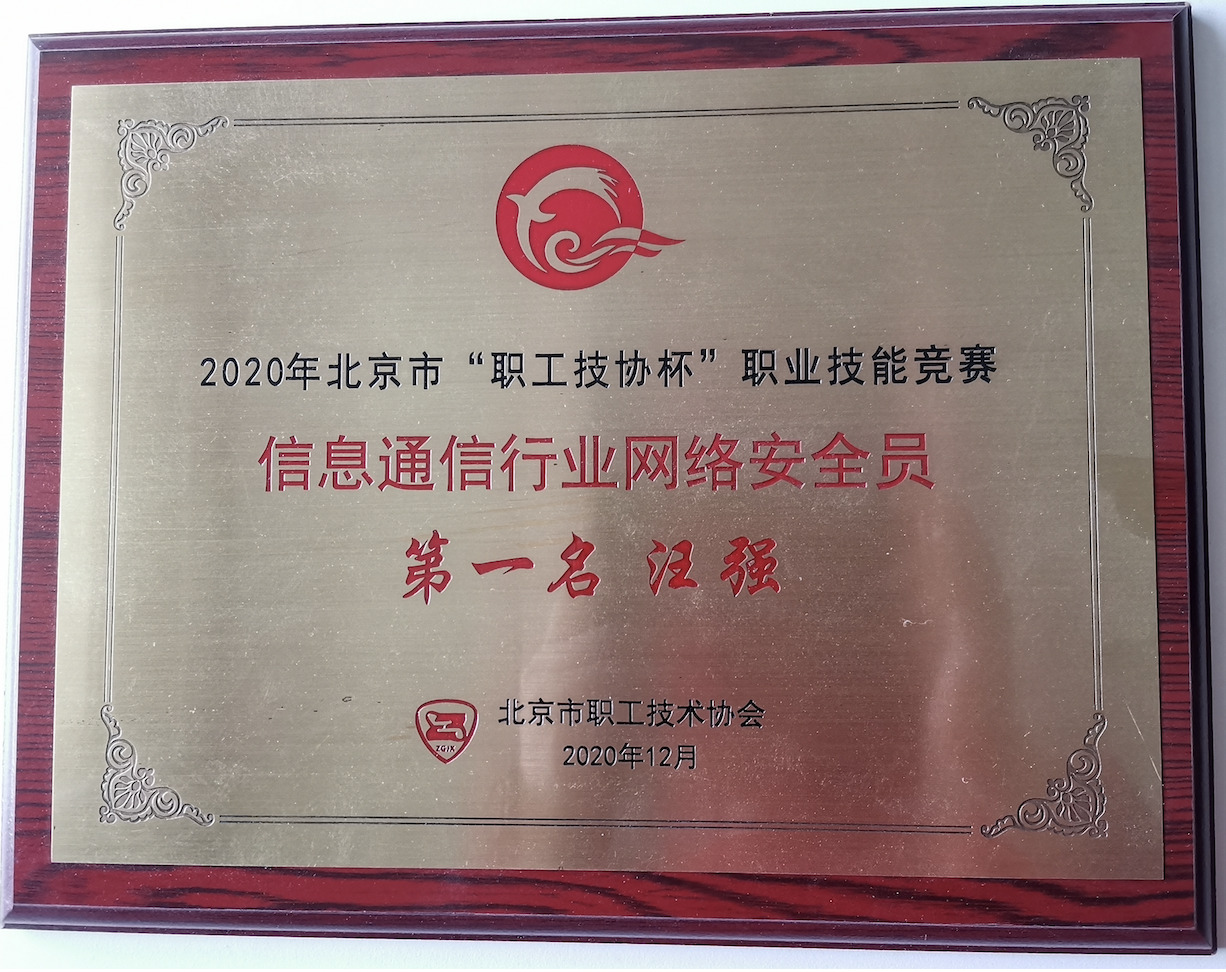 2020年北京市“职工技协杯”职业技能竞赛
信息通信行业网络安全员
第一名 汪强
ZGJX
北京市职工技术协会
2020年12月